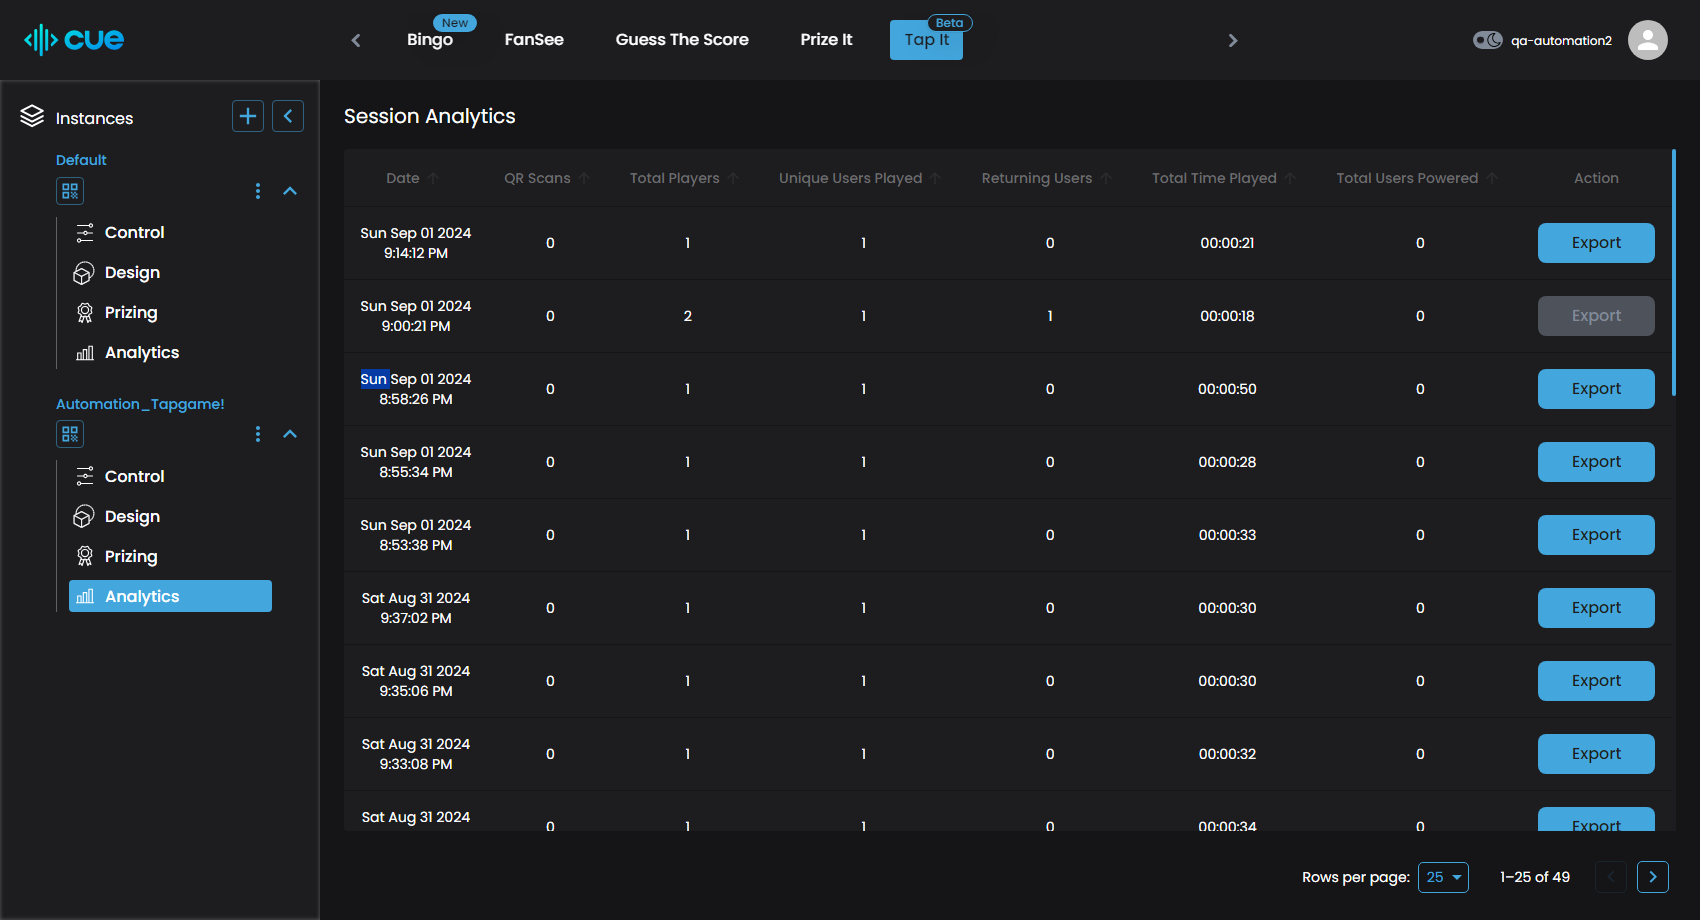 cue
New
Bingo
FanSee
Guess The Score
Prize It
Beta
Tap It
qa-automation2
Instances
Default
Control
Design
Prizing
Analytics
Automation_Tapgame!
Control
Design
Prizing
Analytics
Session Analytics
Date QR Scans Total Players Unique Users Played Returning Users Total Time Played Total Users Powered Action
Sun Sep 01 2024
9:14:12 PM
0 1 1 0 00:00:21 0 Export
Sun Sep 01 2024
9:00:21 PM
0 2 1 1 00:00:18 0 Export
Sun Sep 01 2024
8:58:26 PM
0 1 1 0 00:00:50 0 Export
Sun Sep 01 2024
8:55:34 PM
0 1 1 0 00:00:28 0 Export
Sun Sep 01 2024
8:53:38 PM
0 1 1 0 00:00:33 0 Export
Sat Aug 31 2024
9:37:02 PM
0 1 1 0 00:00:30 0 Export
Sat Aug 31 2024
9:35:06 PM
0 1 1 0 00:00:30 0 Export
Sat Aug 31 2024
9:33:08 PM
0 1 1 0 00:00:32 0 Export
Sat Aug 31 2024
0 1 1 0 00:00:34 0 Export
Rows per page: 25 1–25 of 49